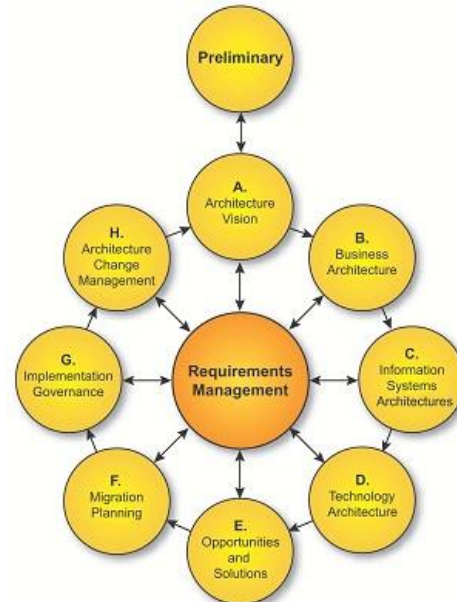 Preliminary
A.
Architecture
Vision
B.
Business
Architecture
C.
Information
Systems
Architectures
D.
Technology
Architecture
E.
Opportunities
and
Solutions
F.
Migration
Planning
G.
Implementation
Governance
H.
Architecture
Change
Management
Requirements
Management